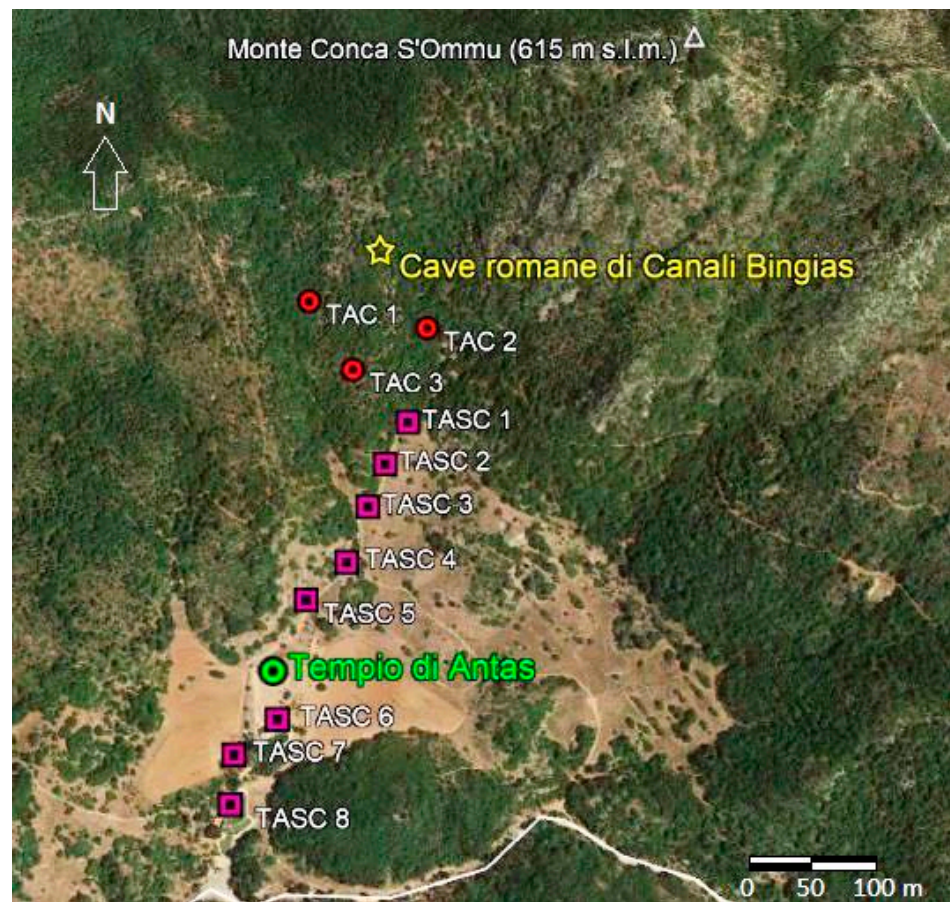 Monte Conca S'Ommu (615 m s.l.m.)
N
Cave romane di Canali Bingias
TAC 1
TAC 2
TAC 3
TASC 1
TASC 2
TASC 3
TASC 4
TASC 5
Tempio di Antas
TASC 6
TASC 7
TASC 8
0 50 100 m